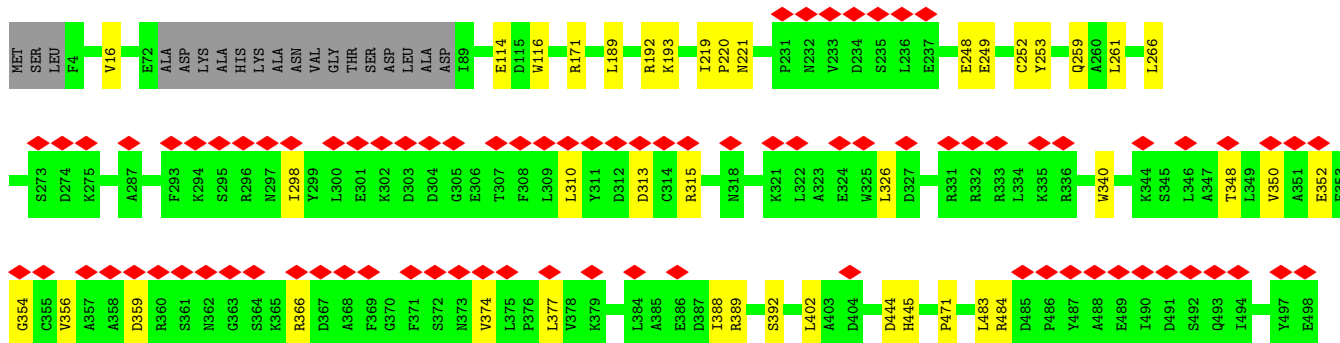 MET SER LEU F4 V16 E72 ALA ASP LYS ALA HIS LYS ALA ASN VAL GLY THR SER ASP LEU ALA ASP I89 E114 D115 W116 R171 L189 R192 K193 I219 P220 N221 P231 N232 V233 D234 S235 L236 E237 E248 E249 C252 Y253 Q259 A260 L261 L266
S273 D274 K275 A287 F293 K294 S295 R296 N297 I298 Y299 L300 E301 K302 D303 D304 G305 E306 T307 F308 L309 L310 Y311 D312 D313 C314 R315 N318 K321 L322 A323 E324 W325 L326 D327 R331 R332 R333 L334 K335 R336 W340 K344 S345 L346 A347 T348 L349 V350 A351 E352 E353
G354 C355 V356 A357 A358 D359 R360 S361 N362 G363 S364 K365 R366 D367 A368 F369 G370 F371 S372 N373 V374 L375 P376 L377 V378 K379 L384 A385 E386 D387 I388 R389 S392 L402 A403 D404 D444 H445 P471 L483 R484 D485 P486 Y487 A488 E489 I490 D491 S492 Q493 I494 Y497 E498